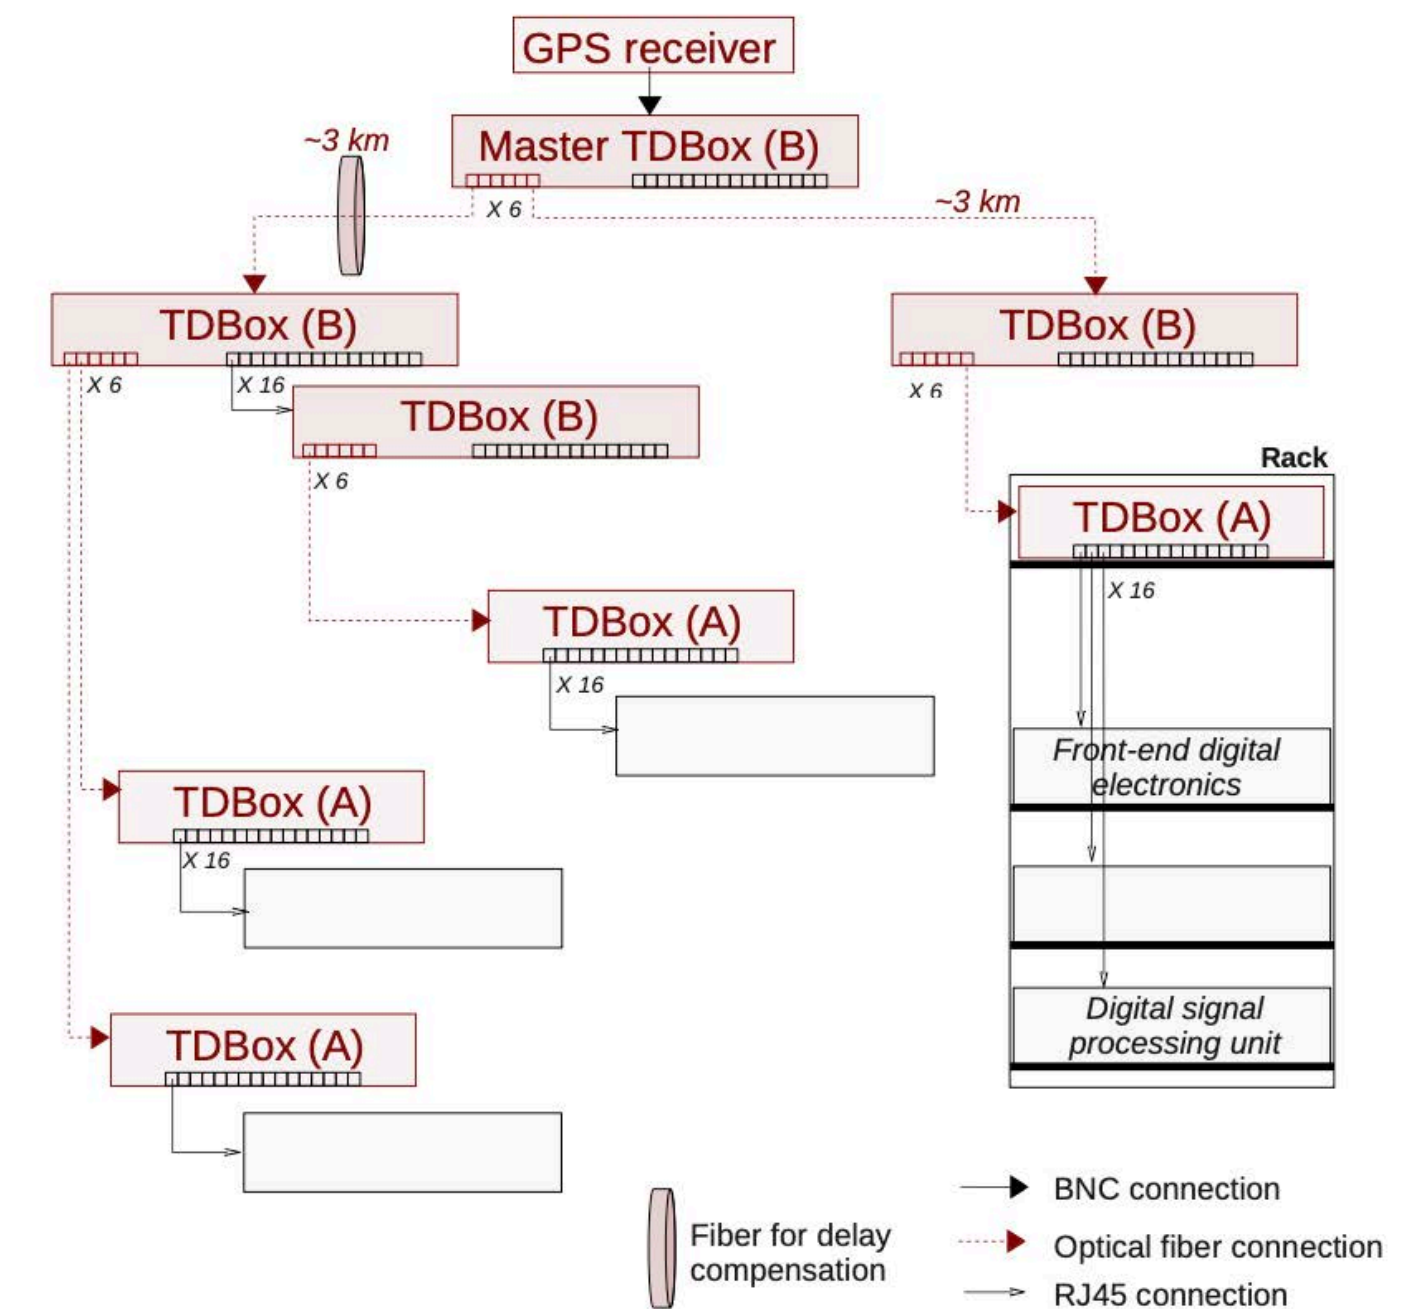 GPS receiver
~3 km
Master TDBox (B)
X 6
~3 km
TDBox (B)
X 6
X 16
TDBox (B)
X 6
TDBox (B)
X 6
Rack
TDBox (A)
X 16
TDBox (A)
X 16
Front-end digital
electronics
TDBox (A)
X 16
Digital signal
processing unit
TDBox (A)
Fiber for delay
compensation
BNC connection
Optical fiber connection
RJ45 connection